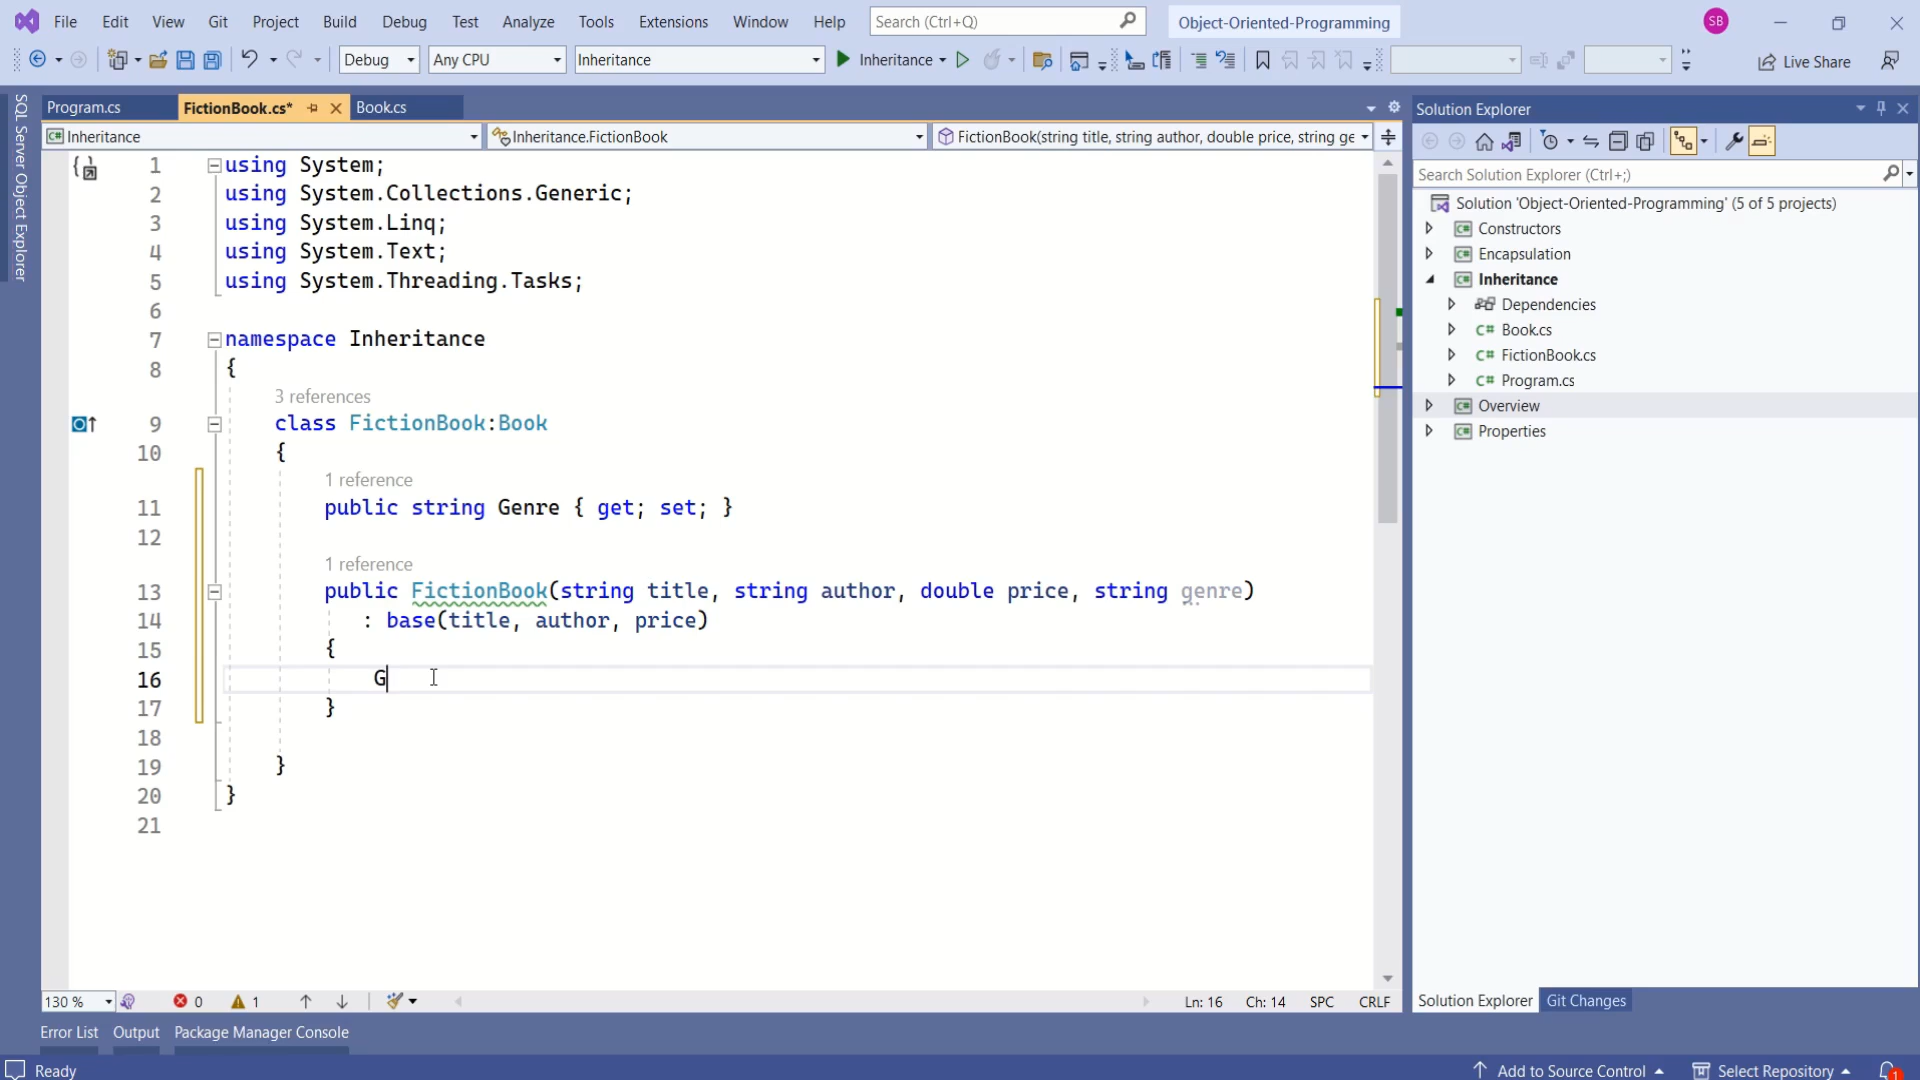 File Edit View Git Project Build Debug Test Analyze Tools Extensions Window Help Search (Ctrl+Q) Object-Oriented-Programming SB
Debug Any CPU Inheritance Inheritance Live Share
SQL Server Object Explorer
Program.cs FictionBook.cs* Book.cs
Inheritance Inheritance.FictionBook FictionBook(string title, string author, double price, string ge
1 using System;
2 using System.Collections.Generic;
3 using System.Linq;
4 using System.Text;
5 using System.Threading.Tasks;
6
7 namespace Inheritance
8 {
3 references
9 class FictionBook:Book
10 {
1 reference
11 public string Genre { get; set; }
12
1 reference
13 public FictionBook(string title, string author, double price, string genre)
14 : base(title, author, price)
15 {
16 G
17 }
18
19 }
20 }
21
130 % 0 1 Ln: 16 Ch: 14 SPC CRLF
Error List Output Package Manager Console
Solution Explorer
Search Solution Explorer (Ctrl+;)
Solution 'Object-Oriented-Programming' (5 of 5 projects)
C# Constructors
C# Encapsulation
C# Inheritance
Dependencies
C# Book.cs
C# FictionBook.cs
C# Program.cs
C# Overview
C# Properties
Solution Explorer Git Changes
Ready Add to Source Control Select Repository 1